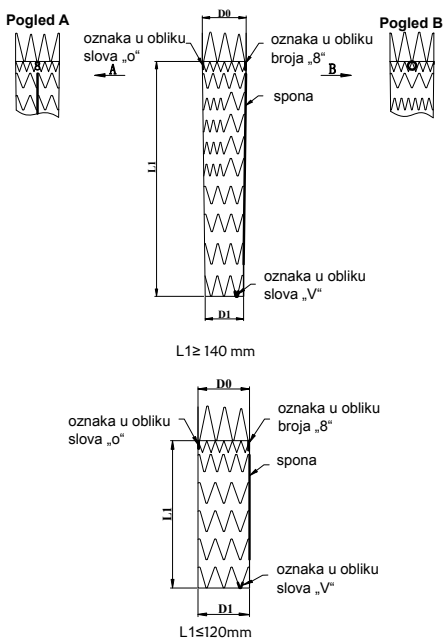 Pogled A
Pogled B
D0
oznaka u obliku
slova „o“
oznaka u obliku
broja „8“
A
B
spona
L1
oznaka u obliku
slova „V“
D1
L1≥ 140 mm
D0
oznaka u obliku
slova „o“
oznaka u obliku
broja „8“
spona
L1
oznaka u obliku
slova „V“
D1
L1≤120mm